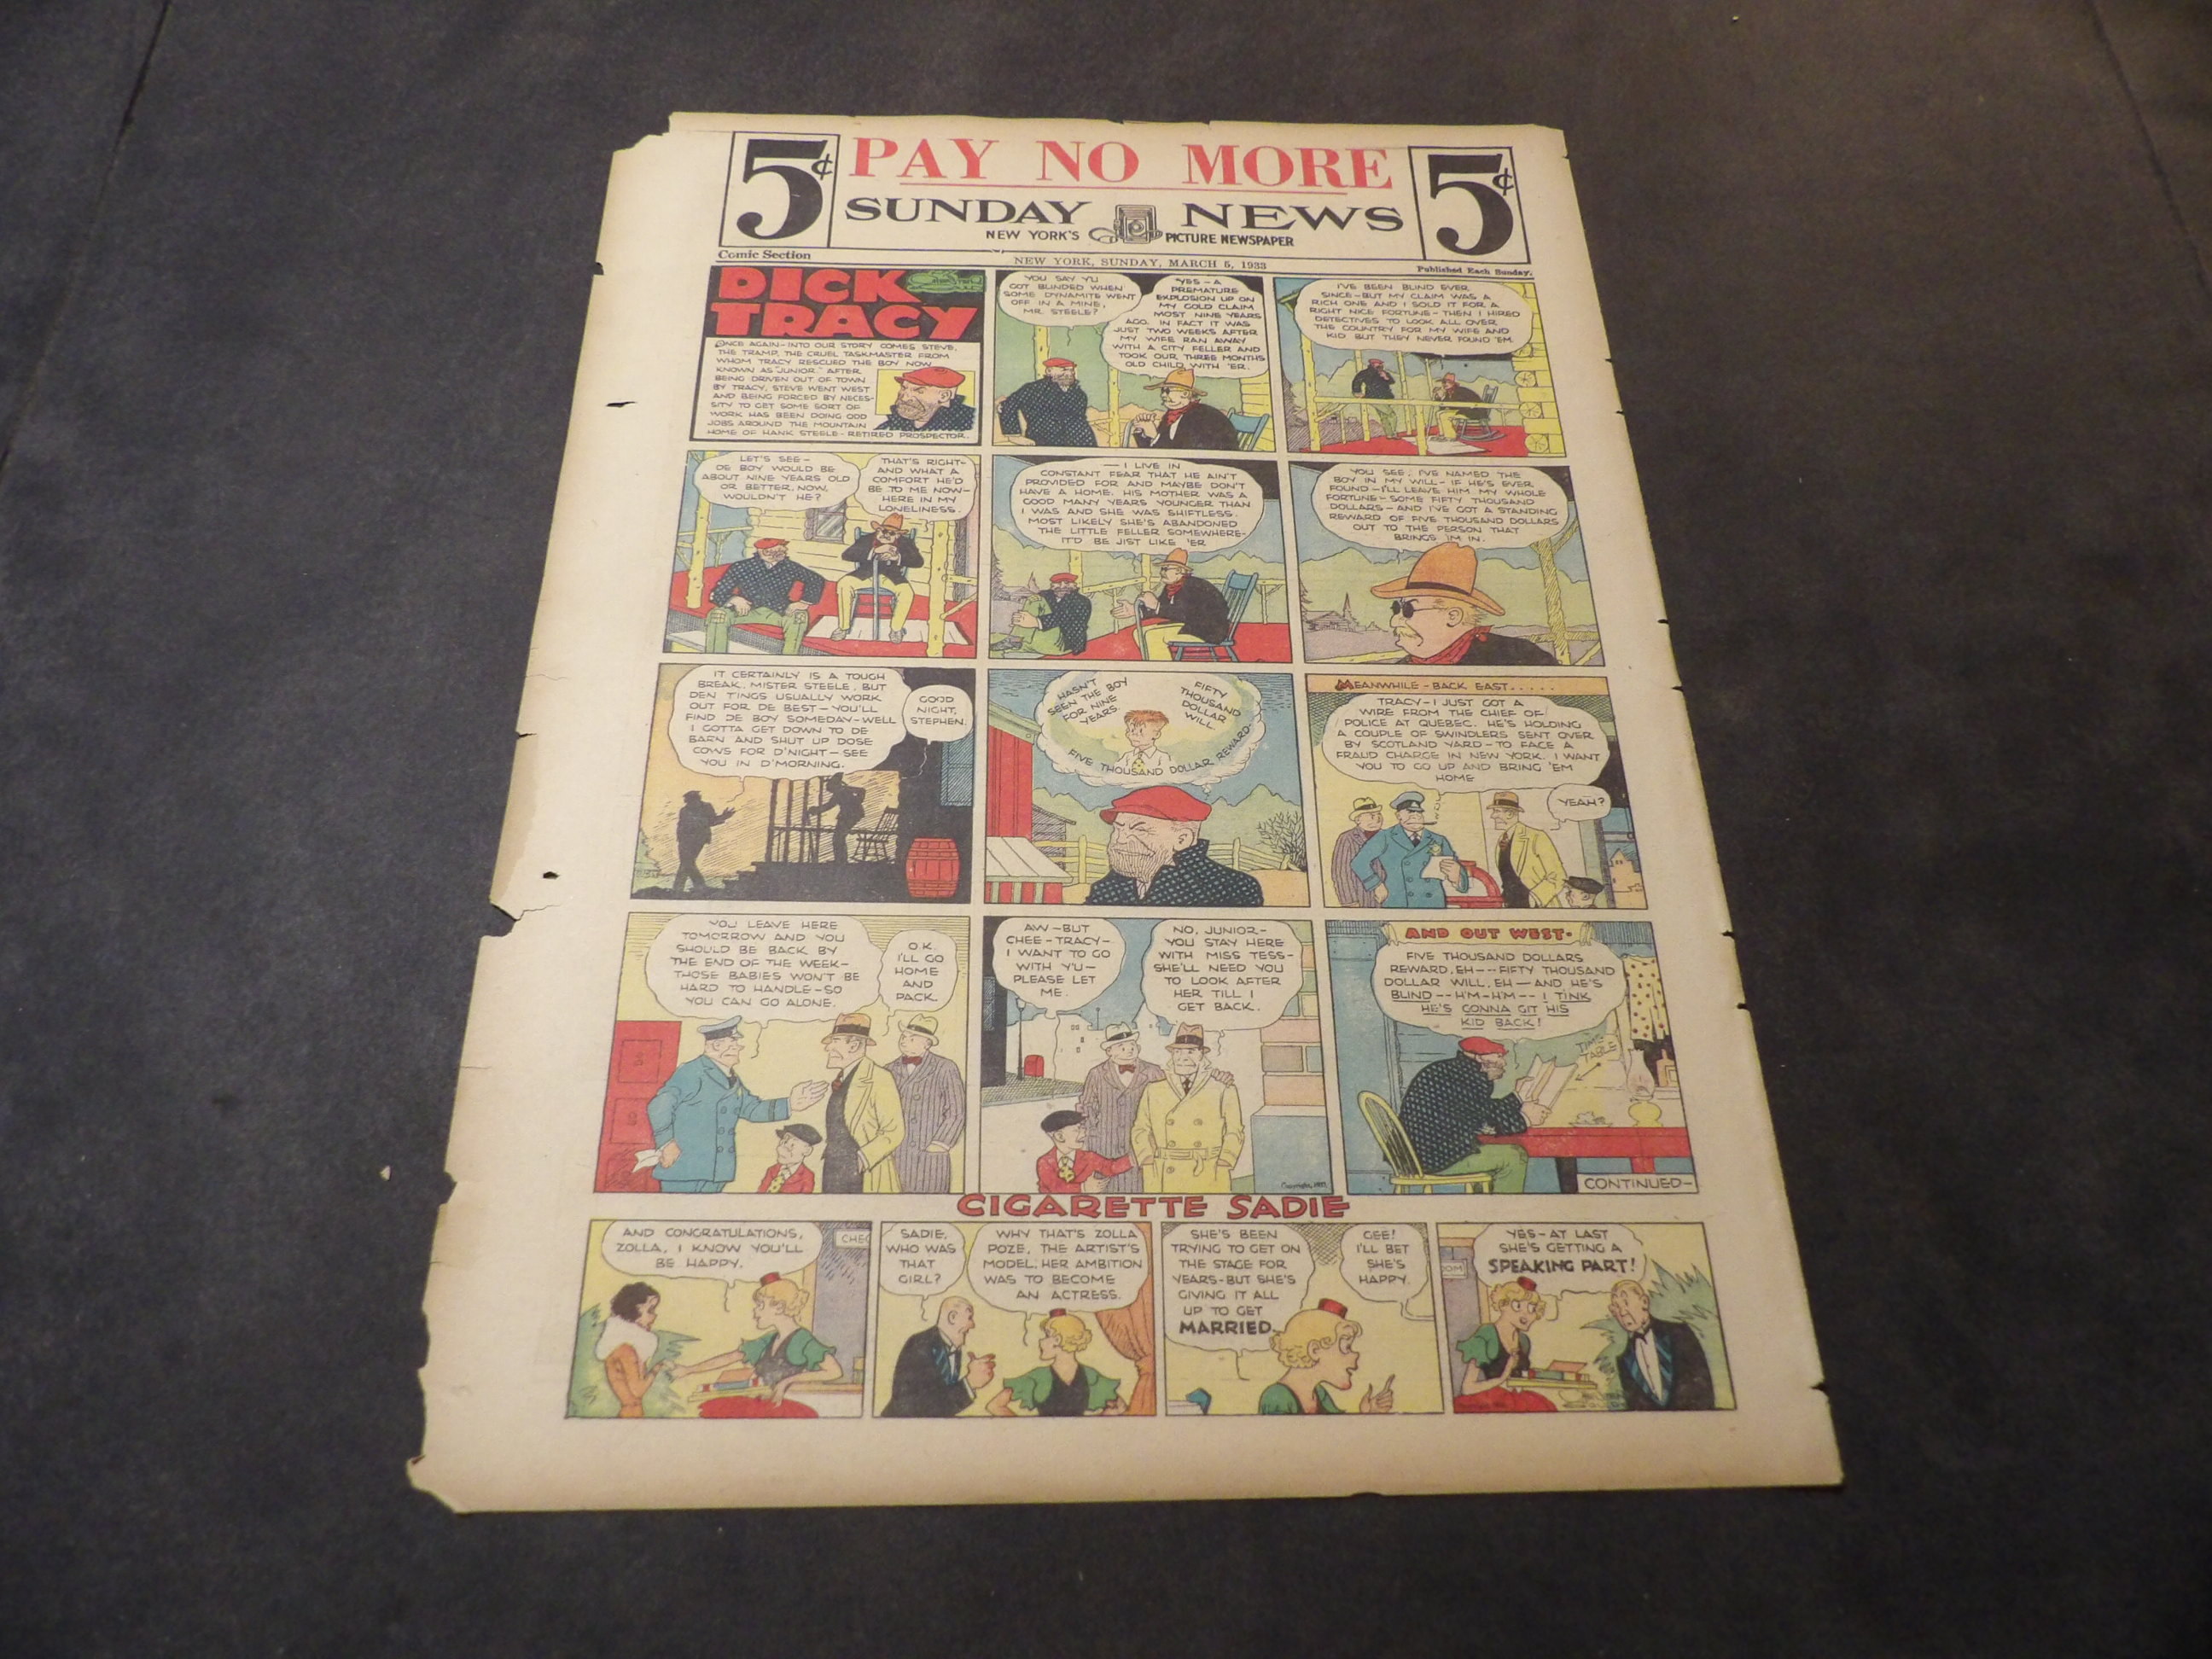 5¢
PAY NO MORE
5¢
SUNDAY NEWS
NEW YORK'S PICTURE NEWSPAPER
Comic Section
NEW YORK, SUNDAY, MARCH 5, 1933
Published Each Sunday.
DICK
TRACY
ONCE AGAIN-INTO OUR STORY COMES STEVE,
THE TRAMP, THE CRUEL TASKMASTER FROM
WHOM TRACY RESCUED THE BOY NOW
KNOWN AS "JUNIOR." AFTER
BEING DRIVEN OUT OF TOWN
BY TRACY, STEVE WENT WEST
AND BEING FORCED BY NECES-
SITY TO GET SOME SORT OF
WORK HAS BEEN DOING ODD
JOBS AROUND THE MOUNTAIN
HOME OF HANK STEELE-RETIRED PROSPECTOR.
YOU SAY YU
GOT BLINDED WHEN
SOME DYNAMITE WENT
OFF IN A MINE,
MR. STEELE?
YES - A
PREMATURE
EXPLOSION UP ON
MY GOLD CLAIM
MOST NINE YEARS
AGO. IN FACT IT WAS
JUST TWO WEEKS AFTER
MY WIFE RAN AWAY
WITH A CITY FELLER AND
TOOK OUR THREE MONTHS
OLD CHILD WITH 'ER.
I'VE BEEN BLIND EVER
SINCE-BUT MY CLAIM WAS A
RICH ONE AND I SOLD IT FOR A
RIGHT NICE FORTUNE-THEN I HIRED
DETECTIVES TO LOOK ALL OVER
THE COUNTRY FOR MY WIFE AND
KID BUT THEY NEVER FOUND 'EM.
LET'S SEE-
DE BOY WOULD BE
ABOUT NINE YEARS OLD
OR BETTER, NOW,
WOULDN'T HE?
THAT'S RIGHT-
AND WHAT A
COMFORT HE'D
BE TO ME NOW-
HERE IN MY
LONELINESS.
— I LIVE IN
CONSTANT FEAR THAT HE AIN'T
PROVIDED FOR AND MAYBE DON'T
HAVE A HOME. HIS MOTHER WAS A
GOOD MANY YEARS YOUNGER THAN
I WAS AND SHE WAS SHIFTLESS.
MOST LIKELY SHE'S ABANDONED
THE LITTLE FELLER SOMEWHERE-
IT'D BE JIST LIKE 'ER
YOU SEE, I'VE NAMED THE
BOY IN MY WILL- IF HE'S EVER
FOUND-I'LL LEAVE HIM MY WHOLE
FORTUNE-SOME FIFTY THOUSAND
DOLLARS-AND I'VE GOT A STANDING
REWARD OF FIVE THOUSAND DOLLARS
OUT TO THE PERSON THAT
BRINGS 'IM IN.
IT CERTAINLY IS A TOUGH
BREAK, MISTER STEELE, BUT
DEN TINGS USUALLY WORK
OUT FOR DE BEST-YOU'LL
FIND DE BOY SOMEDAY-WELL
I GOTTA GET DOWN TO DE
BARN AND SHUT UP DOSE
COWS FOR D'NIGHT-SEE
YOU IN D'MORNING.
GOOD
NIGHT,
STEPHEN.
HASN'T
SEEN THE BOY
FOR NINE
YEARS
FIFTY
THOUSAND
DOLLAR
WILL.
FIVE THOUSAND DOLLAR REWARD
MEANWHILE - BACK EAST.....
TRACY-I JUST GOT A
WIRE FROM THE CHIEF OF
POLICE AT QUEBEC. HE'S HOLDING
A COUPLE OF SWINDLERS SENT OVER
BY SCOTLAND YARD-TO FACE A
FRAUD CHARGE IN NEW YORK. I WANT
YOU TO GO UP AND BRING 'EM
HOME
YEAH?
YOU LEAVE HERE
TOMORROW AND YOU
SHOULD BE BACK BY
THE END OF THE WEEK-
THOSE BABIES WON'T BE
HARD TO HANDLE-SO
YOU CAN GO ALONE.
O.K.
I'LL GO
HOME
AND
PACK.
AW-BUT
CHEE-TRACY-
I WANT TO GO
WITH Y'U-
PLEASE LET
ME.
NO, JUNIOR-
YOU STAY HERE
WITH MISS TESS-
SHE'LL NEED YOU
TO LOOK AFTER
HER TILL I
GET BACK.
Copyright, 1933,
AND OUT WEST-
FIVE THOUSAND DOLLARS
REWARD, EH---FIFTY THOUSAND
DOLLAR WILL, EH-AND HE'S
BLIND--H'M-H'M--I TINK
HE'S GONNA GIT HIS
KID BACK!
TIME
TABLE
CONTINUED-
CIGARETTE SADIE
AND CONGRATULATIONS,
ZOLLA, I KNOW YOU'LL
BE HAPPY.
CHEC
SADIE,
WHO WAS
THAT
GIRL?
WHY THAT'S ZOLLA
POZE, THE ARTIST'S
MODEL. HER AMBITION
WAS TO BECOME
AN ACTRESS.
SHE'S BEEN
TRYING TO GET ON
THE STAGE FOR
YEARS-BUT SHE'S
GIVING IT ALL
UP TO GET
MARRIED.
GEE!
I'LL BET
SHE'S
HAPPY.
OM
YES-AT LAST
SHE'S GETTING A
SPEAKING PART!